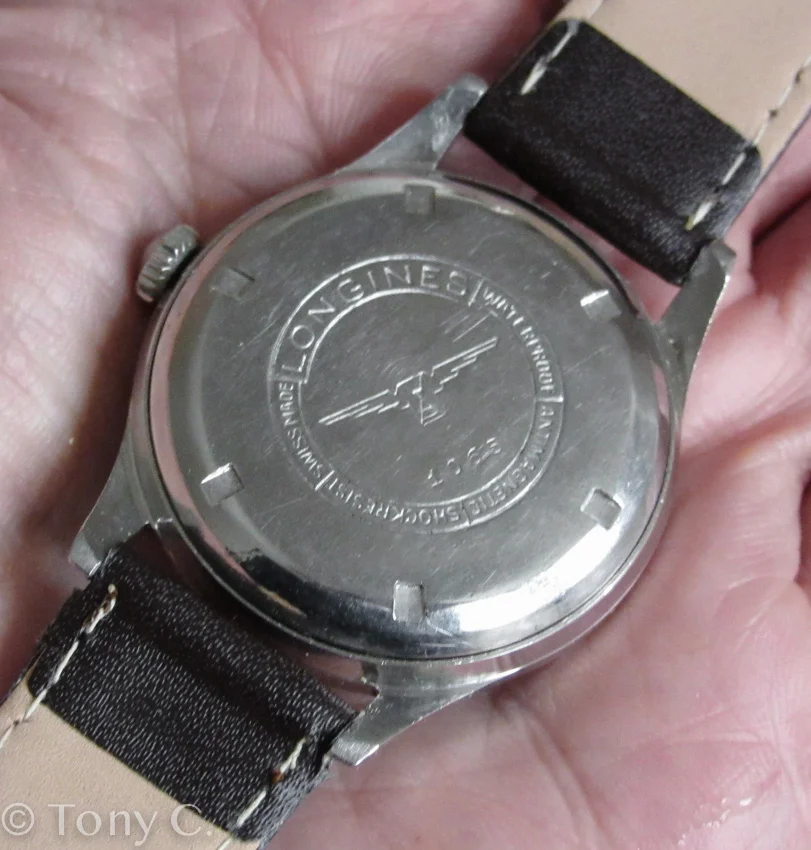 LONGINES
WATERPROOF
ANTIMAGNETIC
SHOCKRESIST
SWISS MADE
© Tony C.